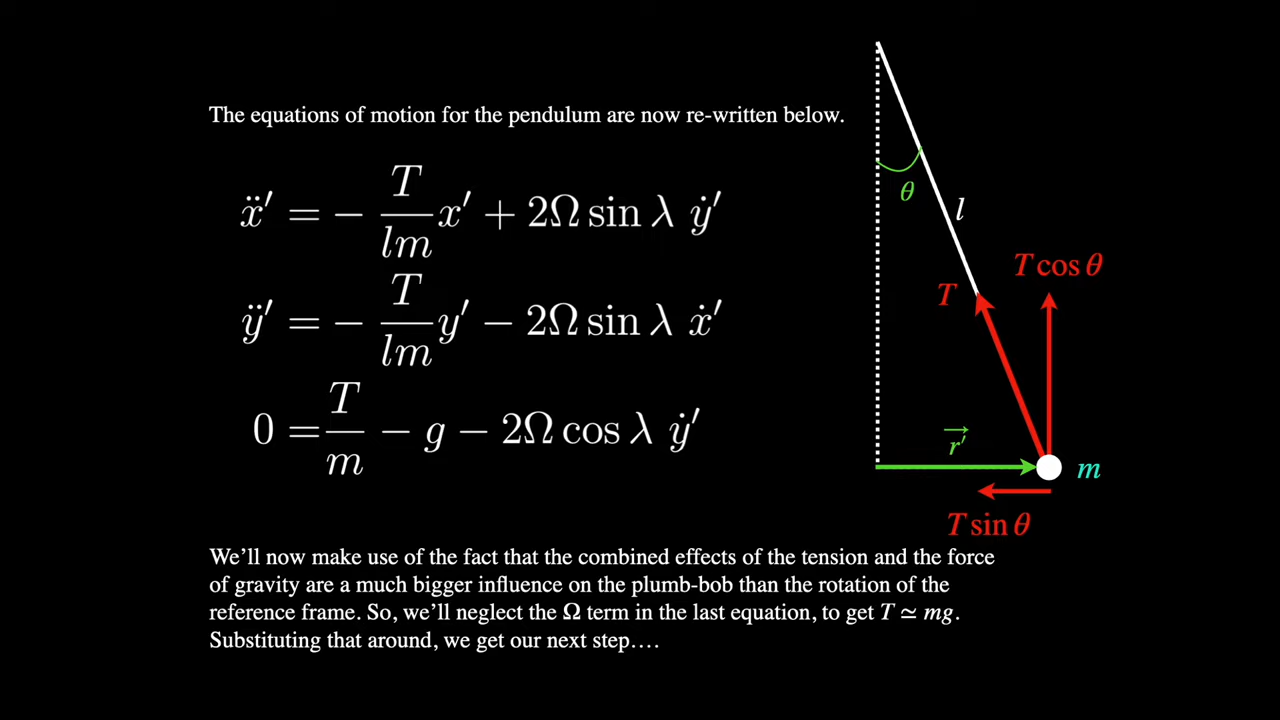 The equations of motion for the pendulum are now re-written below.
ẍ′ = − T/lm x′ + 2Ω sin λ ẏ′
ÿ′ = − T/lm y′ − 2Ω sin λ ẋ′
0 = T/m − g − 2Ω cos λ ẏ′
θ
l
T cos θ
T
r⃗′
m
T sin θ
We’ll now make use of the fact that the combined effects of the tension and the force
of gravity are a much bigger influence on the plumb-bob than the rotation of the
reference frame. So, we’ll neglect the Ω term in the last equation, to get T ≃ mg.
Substituting that around, we get our next step….